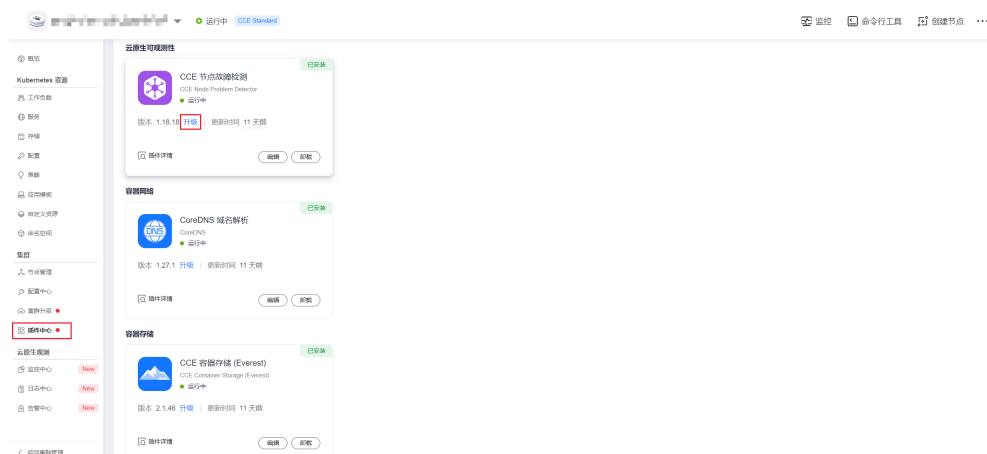 运行中 CCE Standard 监控 命令行工具 创建节点 ...
概览
Kubernetes 资源
工作负载
服务
存储
配置
策略
应用模板
自定义资源
命名空间
集群
节点管理
配置中心
集群升级
插件中心
云原生观测
监控中心 New
日志中心 New
告警中心 New
返回集群管理
云原生可观测性
已安装
CCE 节点故障检测
CCE Node Problem Detector
运行中
版本 1.18.18 升级 | 更新时间 11 天前
插件详情 编辑 卸载
容器网络
已安装
CoreDNS 域名解析
DNS
CoreDNS
运行中
版本 1.27.1 升级 | 更新时间 11 天前
插件详情 编辑 卸载
容器存储
已安装
CCE 容器存储 (Everest)
CCE Container Storage (Everest)
运行中
版本 2.1.46 升级 | 更新时间 11 天前
插件详情 编辑 卸载